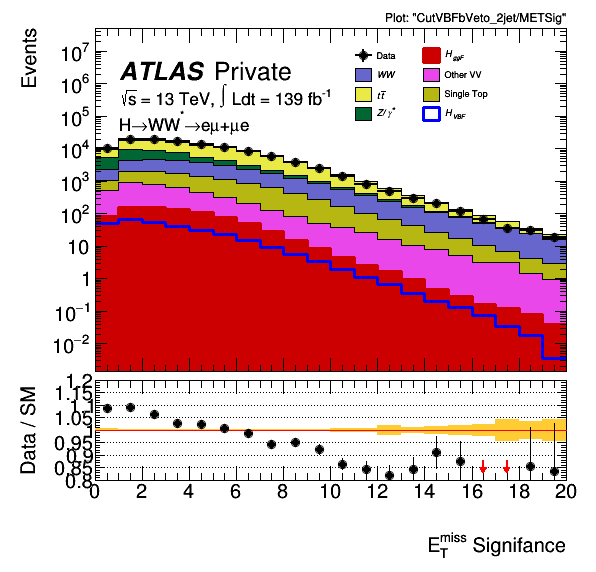 Plot: "CutVBFbVeto_2jet/METSig"
Events
10⁷
10⁶
10⁵
10⁴
10³
10²
10
1
10⁻¹
10⁻²
ATLAS Private
√s = 13 TeV, ∫ Ldt = 139 fb⁻¹
H→WW*→eμ+μe
Data
WW
tt̅
Z/γ*
H ggF
Other VV
Single Top
H VBF
Data / SM
1.2
1.15
1.1
1.05
1
0.95
0.9
0.85
0.8
0 2 4 6 8 10 12 14 16 18 20
E_T^miss Signifance